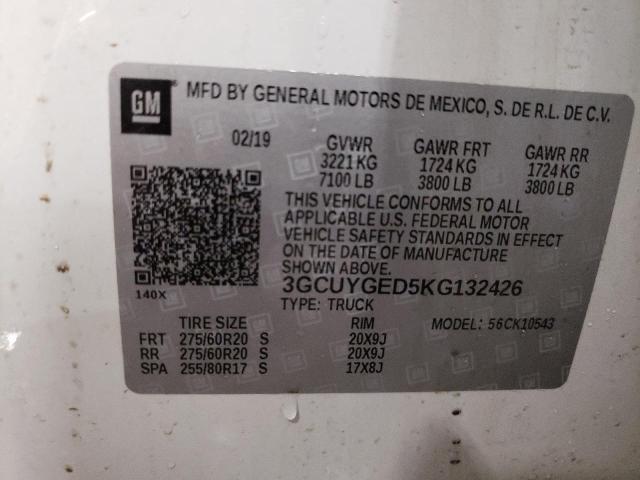 GM MFD BY GENERAL MOTORS DE MEXICO, S. DE R.L. DE C.V.
02/19 GVWR GAWR FRT GAWR RR
3221 KG 1724 KG 1724 KG
7100 LB 3800 LB 3800 LB
THIS VEHICLE CONFORMS TO ALL
APPLICABLE U.S. FEDERAL MOTOR
VEHICLE SAFETY STANDARDS IN EFFECT
ON THE DATE OF MANUFACTURE
SHOWN ABOVE.
140X 3GCUYGED5KG132426
TYPE: TRUCK
TIRE SIZE RIM MODEL: 56CK10543
FRT 275/60R20 S 20X9J
RR 275/60R20 S 20X9J
SPA 255/80R17 S 17X8J